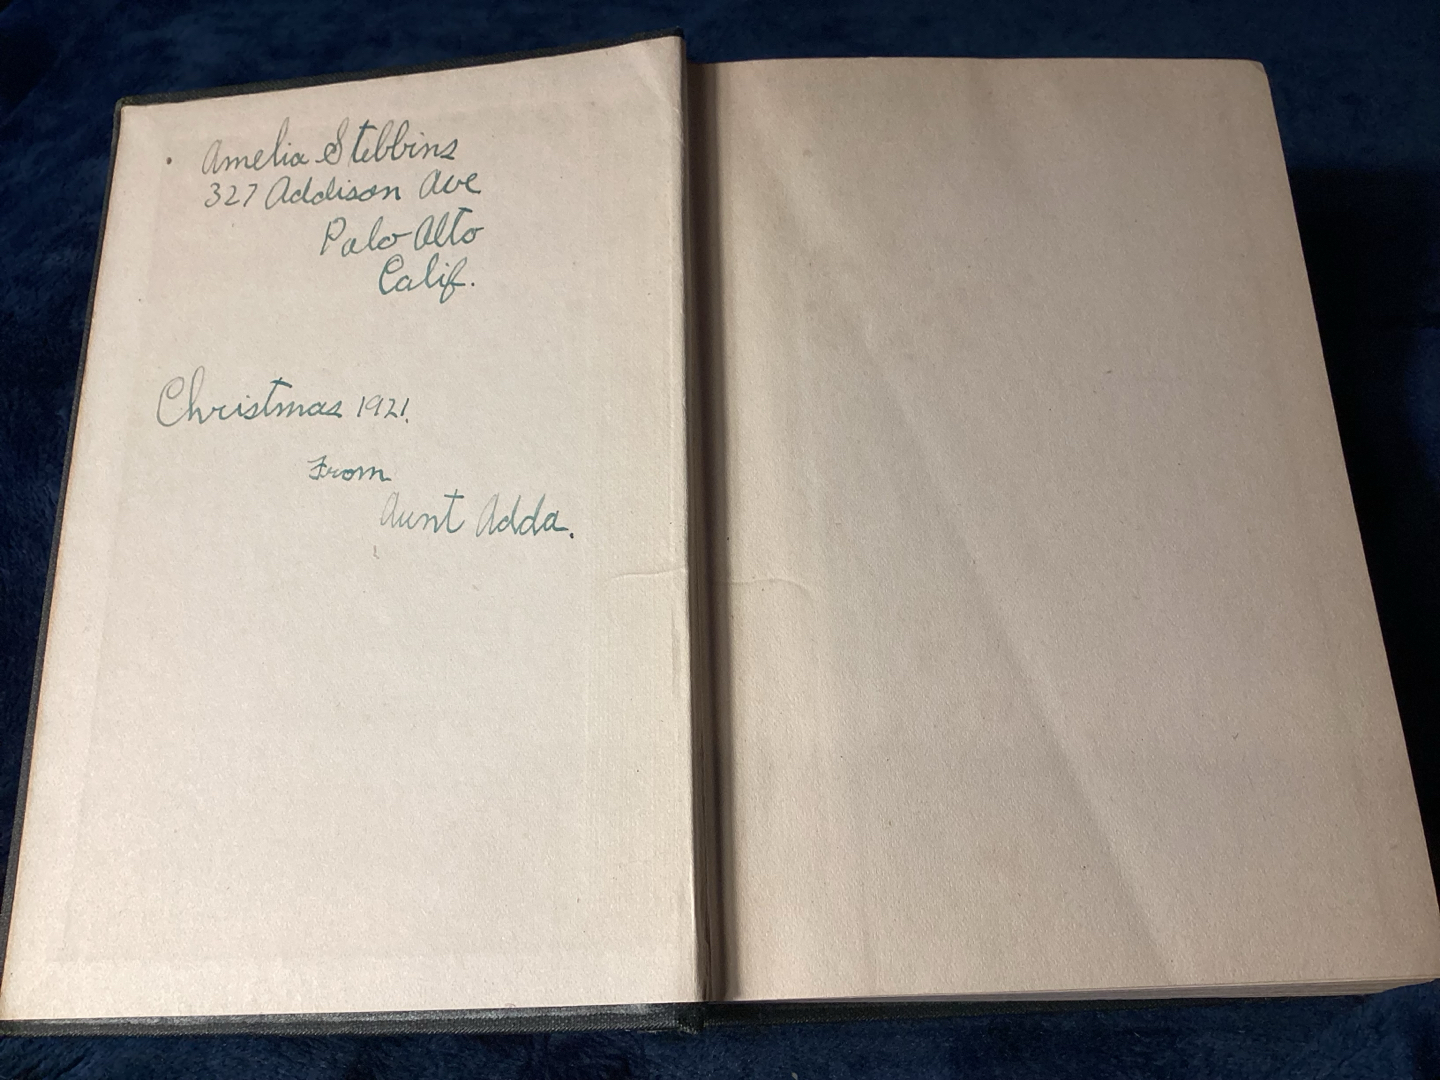 Amelia Stebbins
327 Addison Ave
Palo Alto
Calif.
Christmas 1921.
From
Aunt Adda.